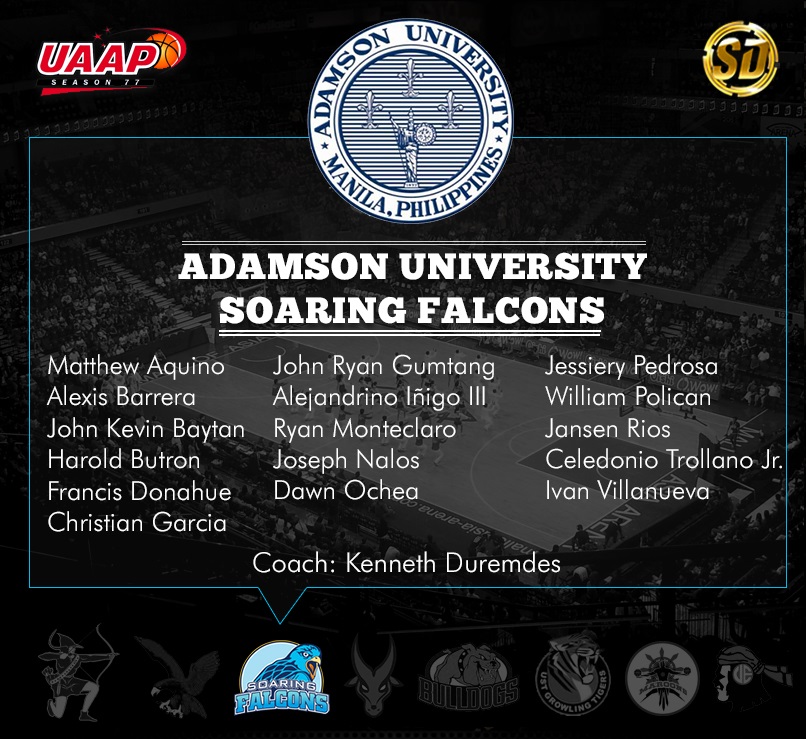 UAAP
SEASON 77
SD
ADAMSON UNIVERSITY
MANILA, PHILIPPINES
ADAMSON UNIVERSITY
SOARING FALCONS
Matthew Aquino
Alexis Barrera
John Kevin Baytan
Harold Butron
Francis Donahue
Christian Garcia
John Ryan Gumtang
Alejandrino Iñigo III
Ryan Monteclaro
Joseph Nalos
Dawn Ochea
Jessiery Pedrosa
William Polican
Jansen Rios
Celedonio Trollano Jr.
Ivan Villanueva
Coach: Kenneth Duremdes
SOARING
FALCONS
BULLDOGS
UST GROWLING TIGERS
MAROONS
UE